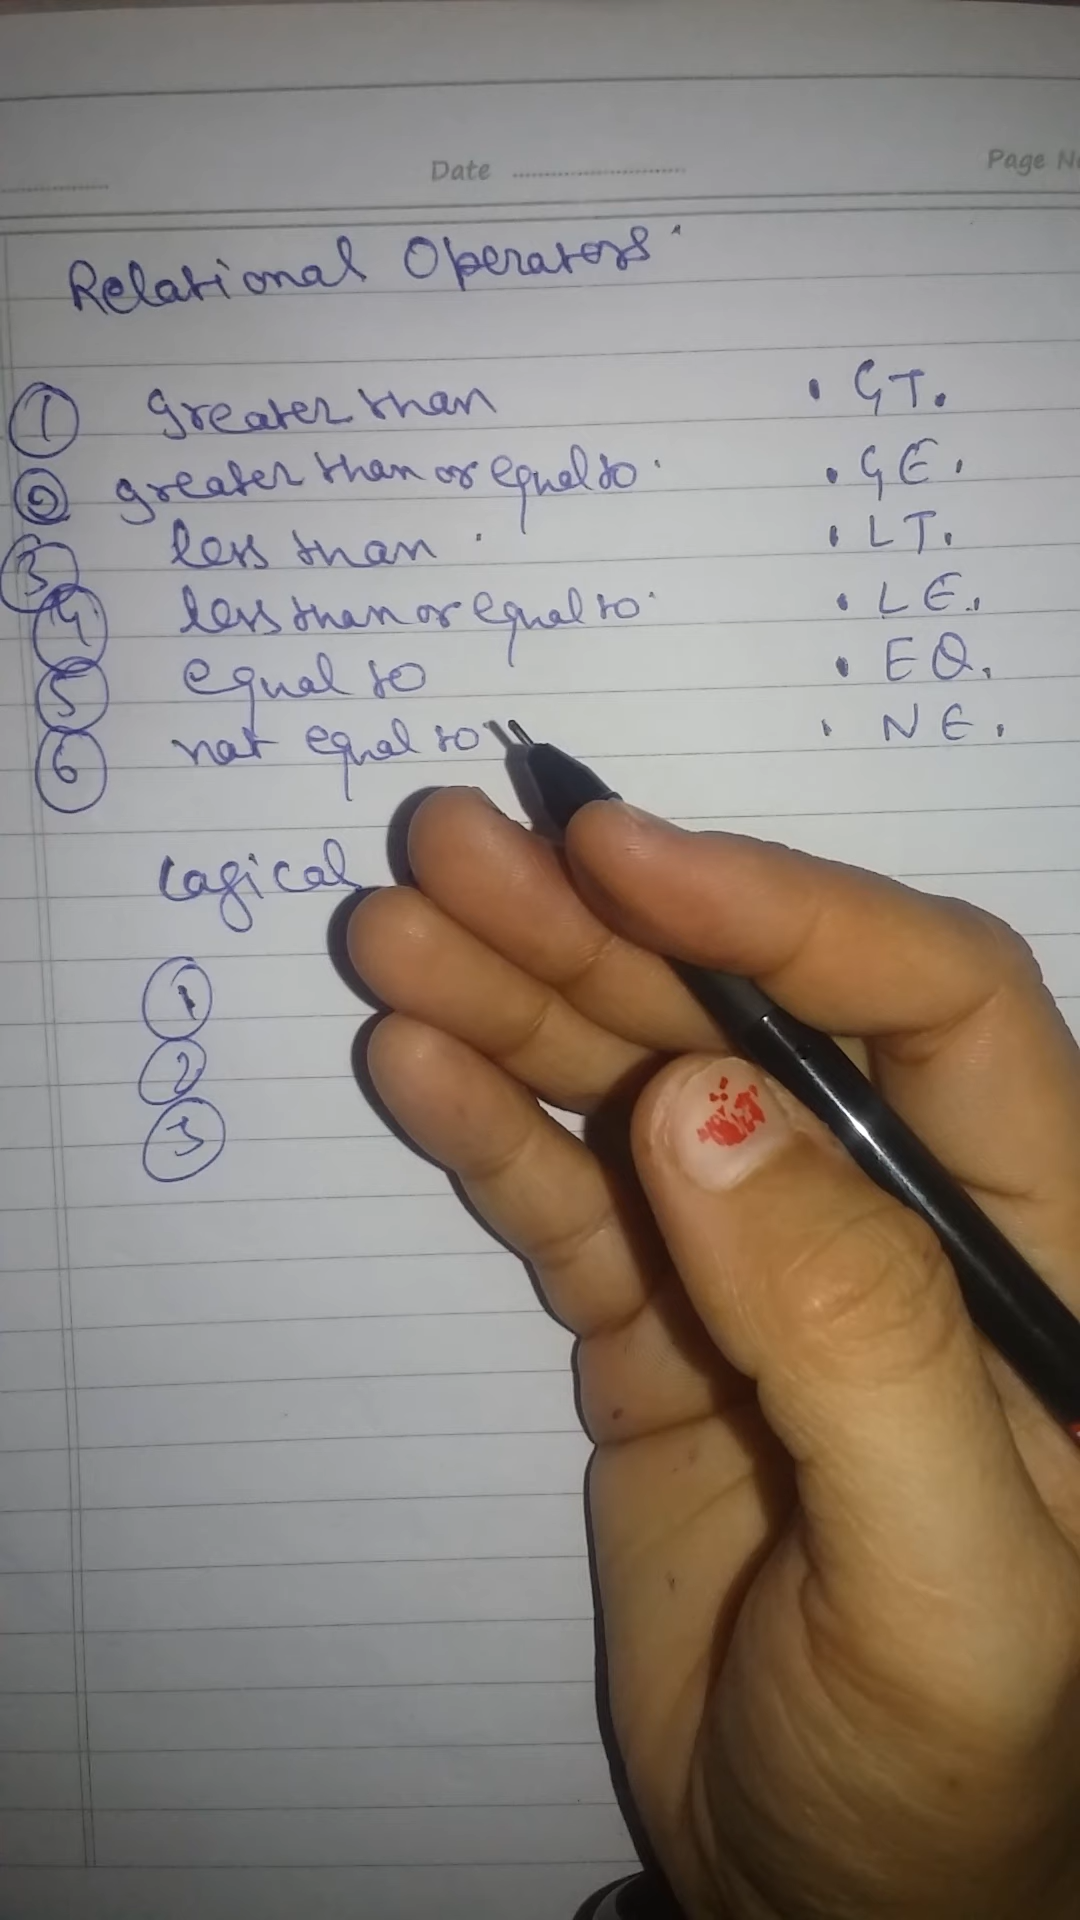 Date
Page No
Relational Operators
1 greater than .GT.
2 greater than or equal to .GE.
3 less than .LT.
4 less than or equal to .LE.
5 equal to .EQ.
6 not equal to .NE.
Logical
1
2
3